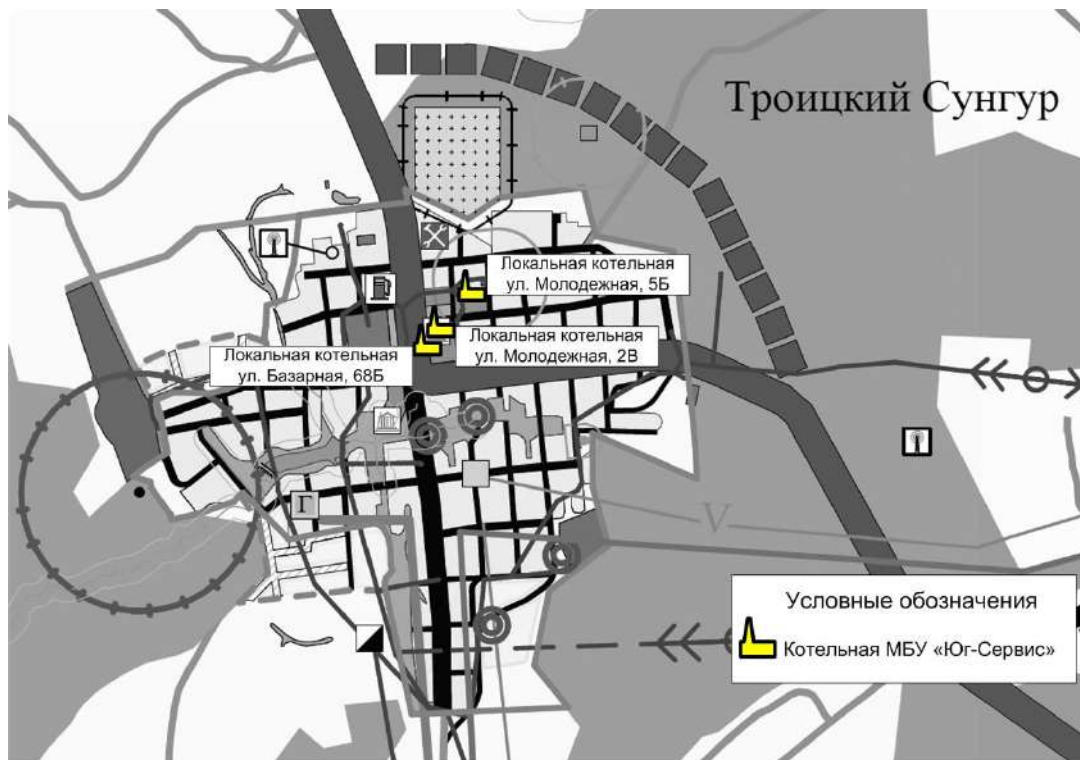 Троицкий Сунгур
Локальная котельная
ул. Молодежная, 5Б
Локальная котельная
ул. Молодежная, 2В
Локальная котельная
ул. Базарная, 68Б
Г
V
Условные обозначения
Котельная МБУ «Юг-Сервис»